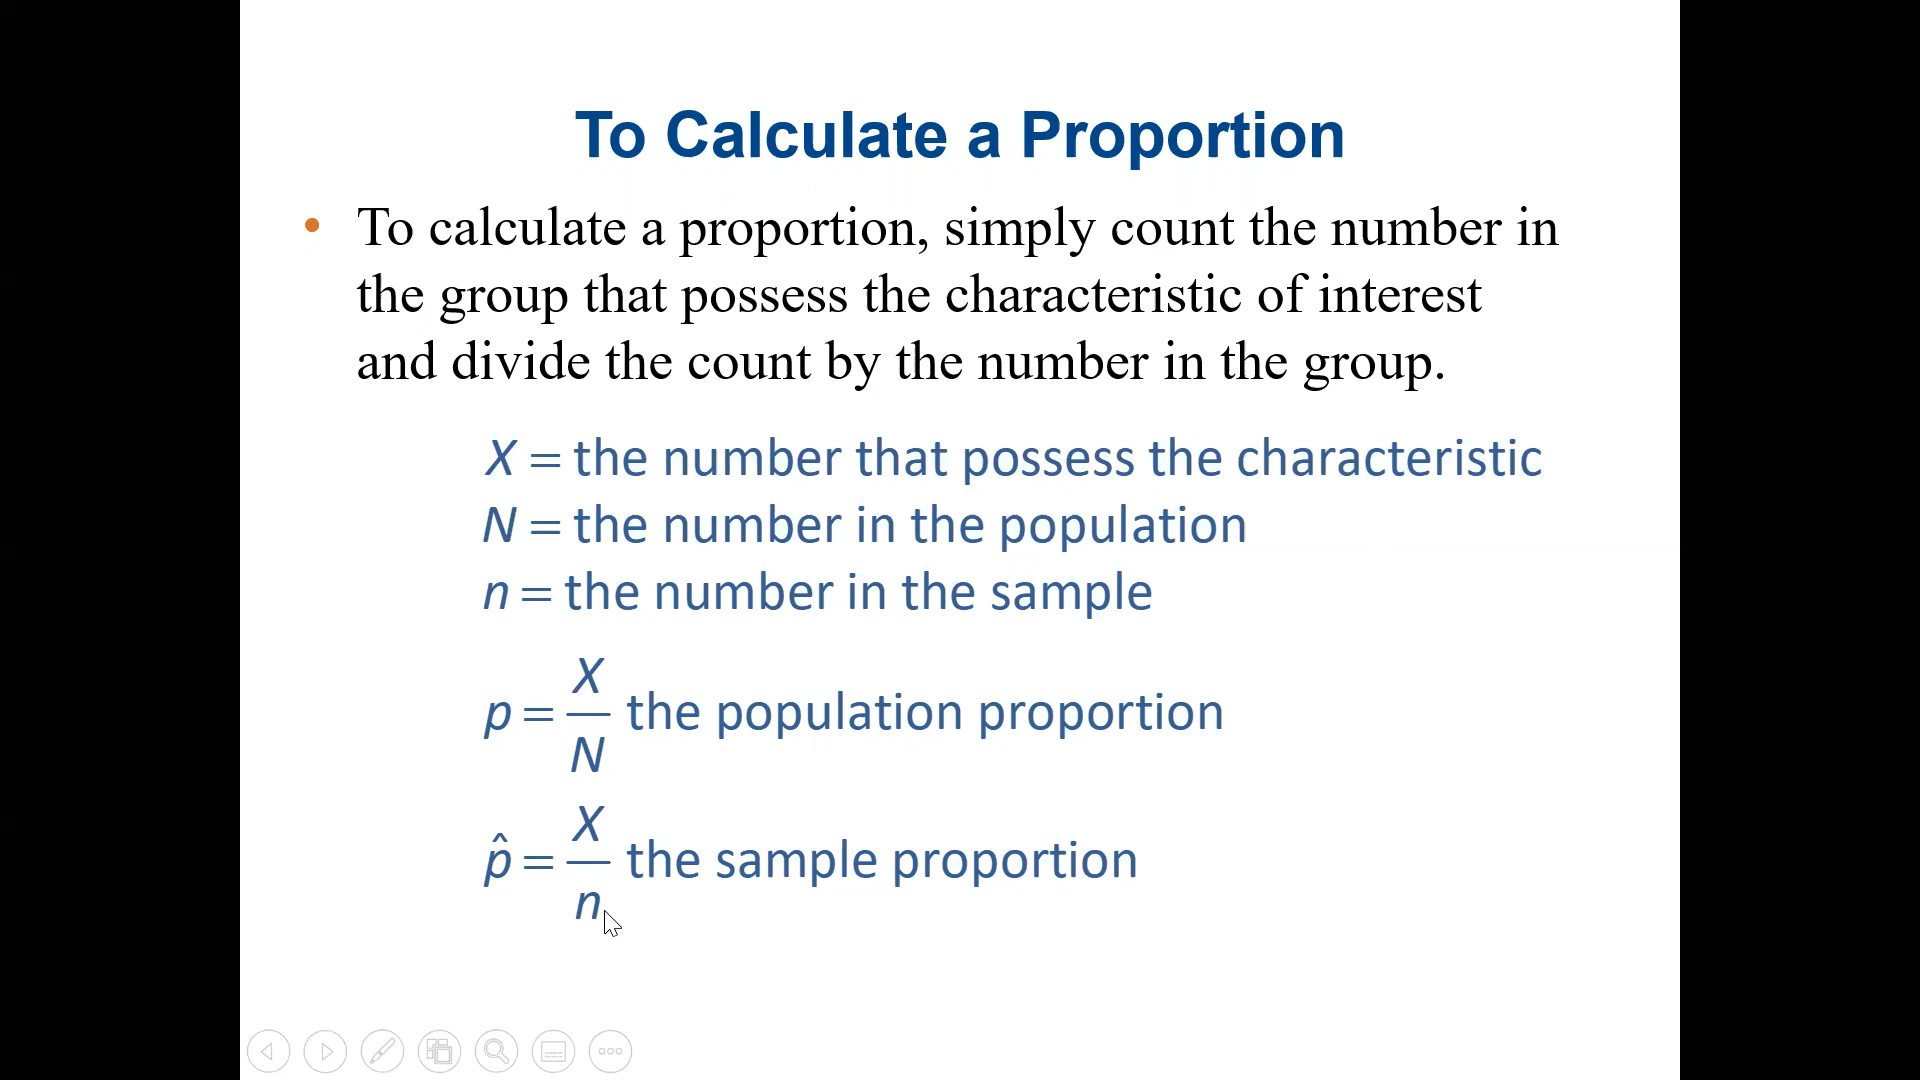 To Calculate a Proportion
• To calculate a proportion, simply count the number in
the group that possess the characteristic of interest
and divide the count by the number in the group.
X = the number that possess the characteristic
N = the number in the population
n = the number in the sample
p = X/N the population proportion
p̂ = X/n the sample proportion